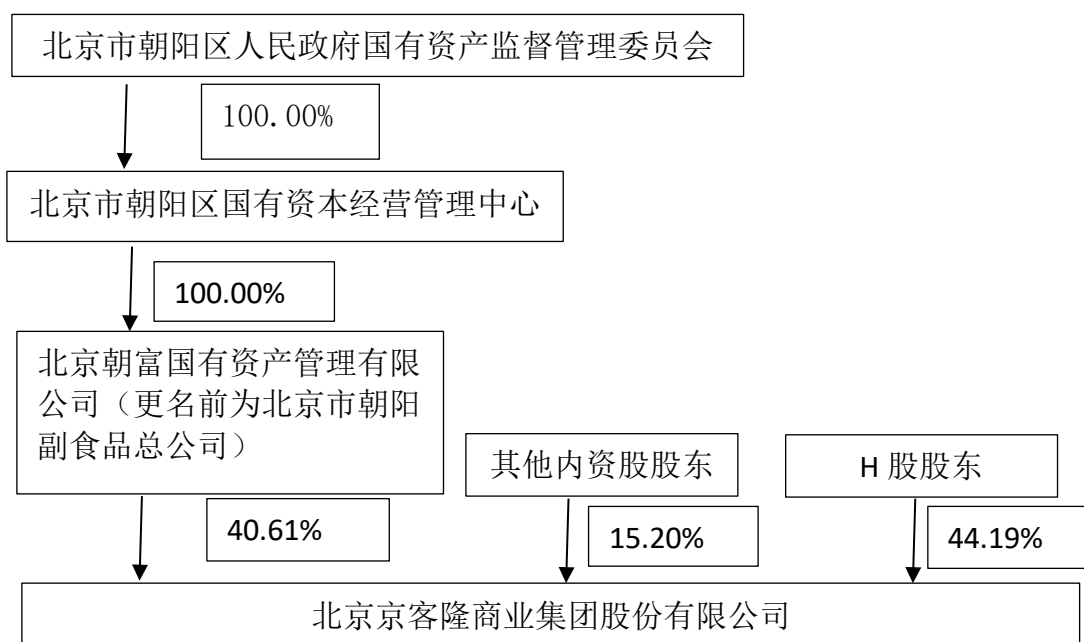 北京市朝阳区人民政府国有资产监督管理委员会
100.00%
北京市朝阳区国有资本经营管理中心
100.00%
北京朝富国有资产管理有限
公司（更名前为北京市朝阳
副食品总公司）
其他内资股股东
H 股股东
40.61%
15.20%
44.19%
北京京客隆商业集团股份有限公司